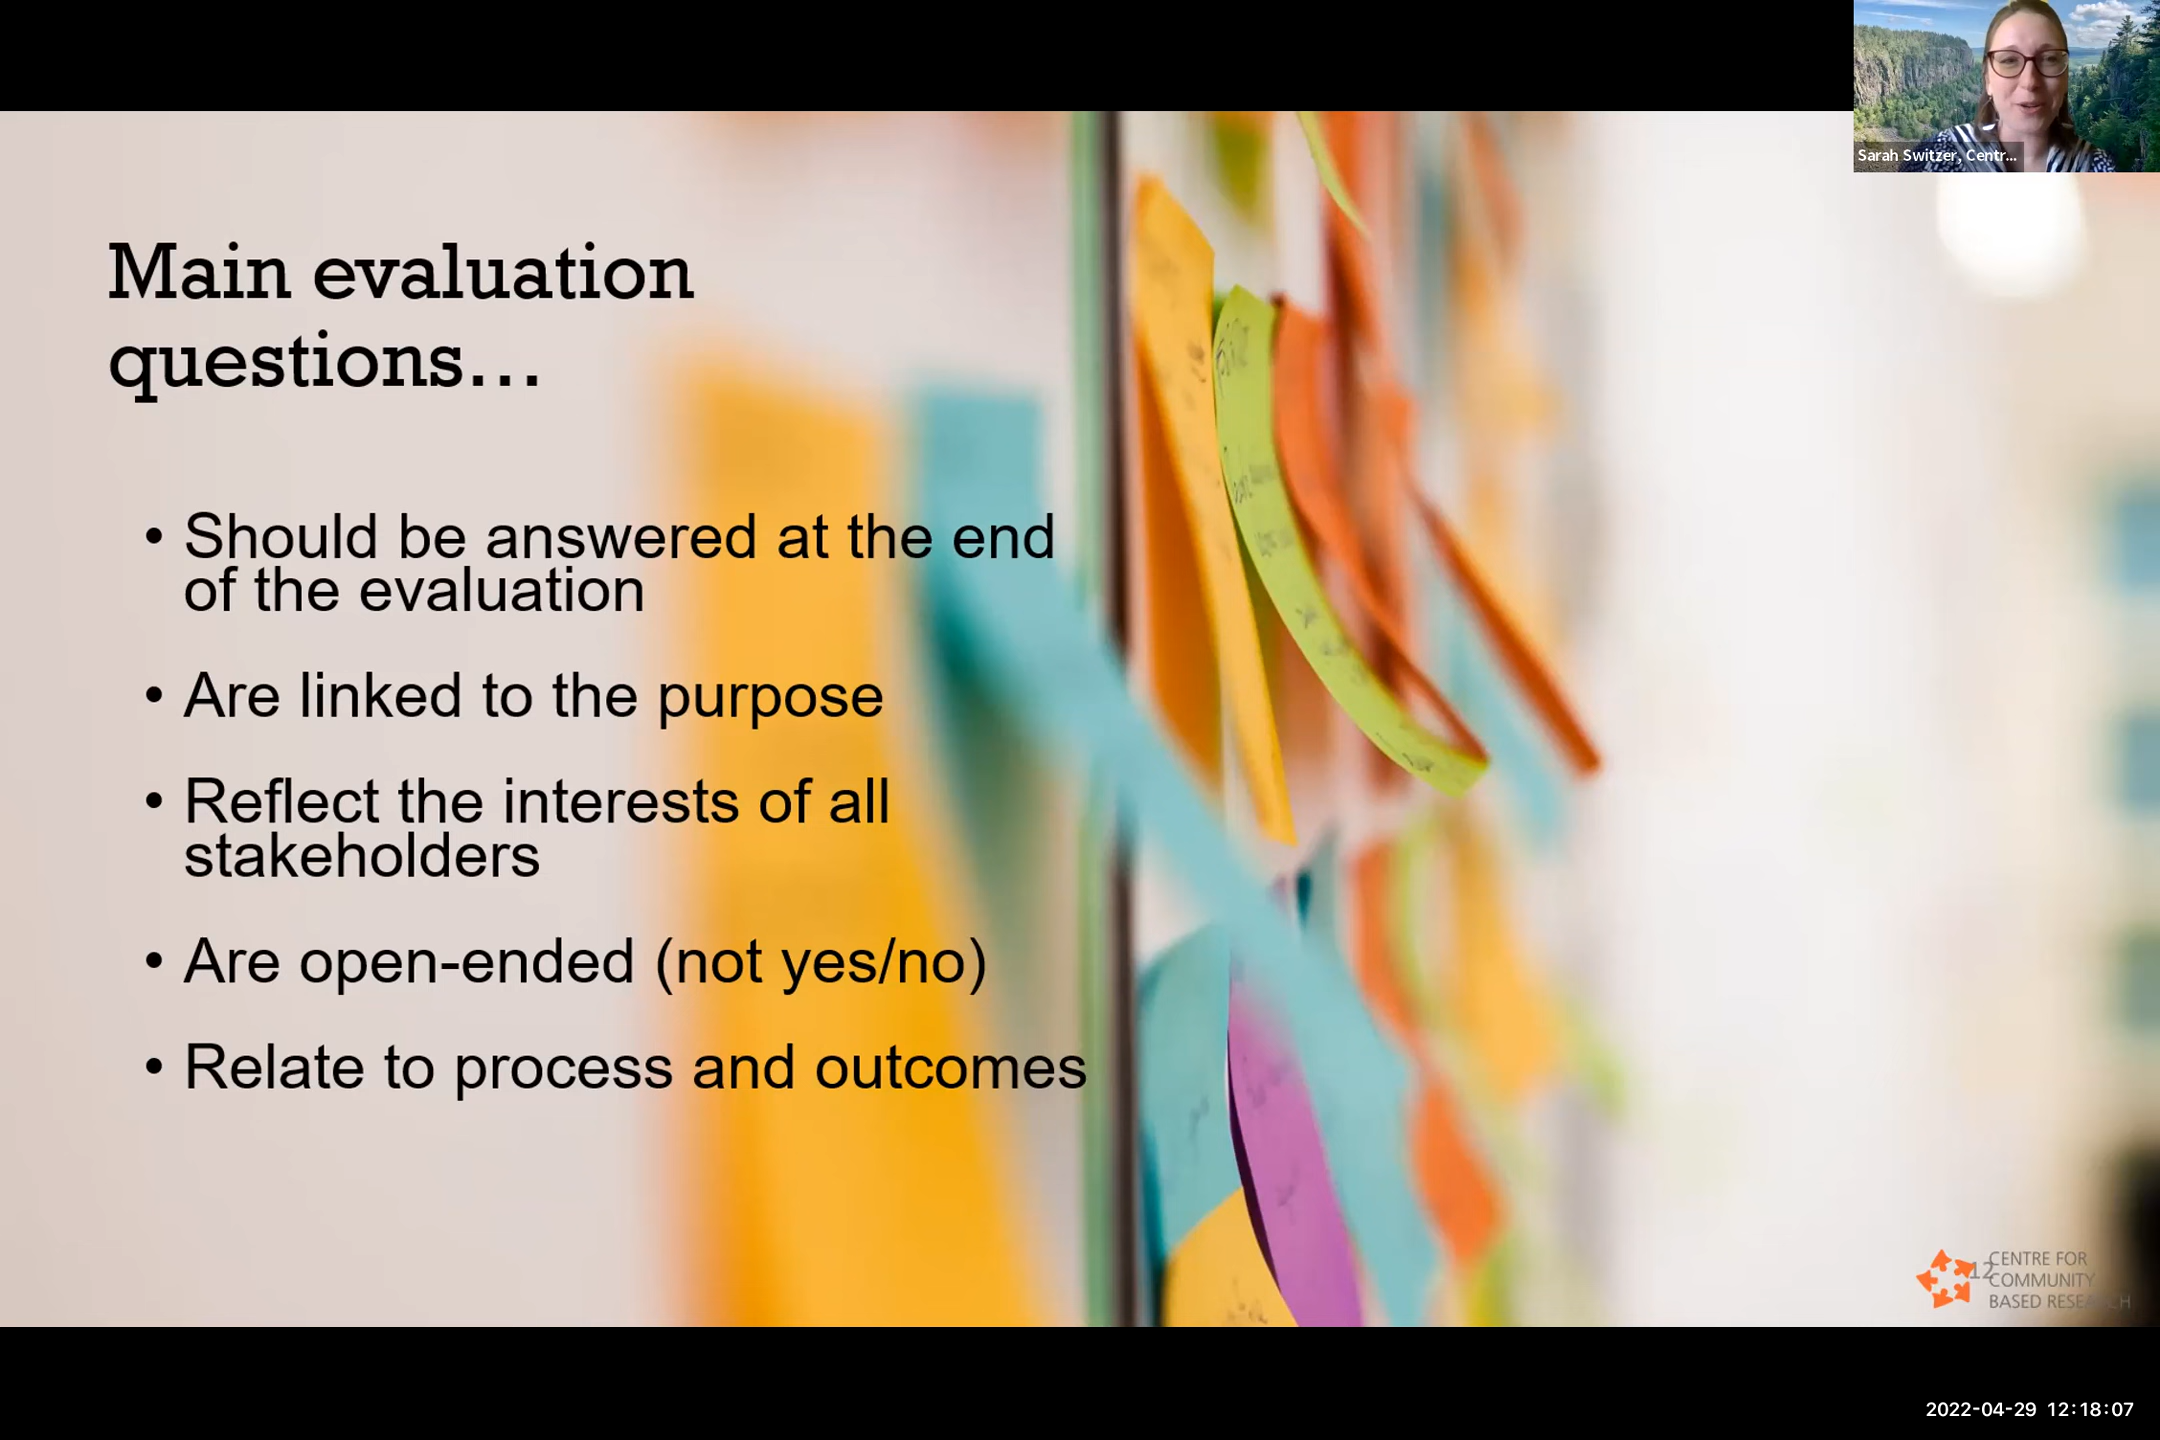 Sarah Switzer, Centr...
Main evaluation
questions...
• Should be answered at the end
of the evaluation
• Are linked to the purpose
• Reflect the interests of all
stakeholders
• Are open-ended (not yes/no)
• Relate to process and outcomes
12
CENTRE FOR
COMMUNITY
BASED RESEARCH
2022-04-29 12:18:07